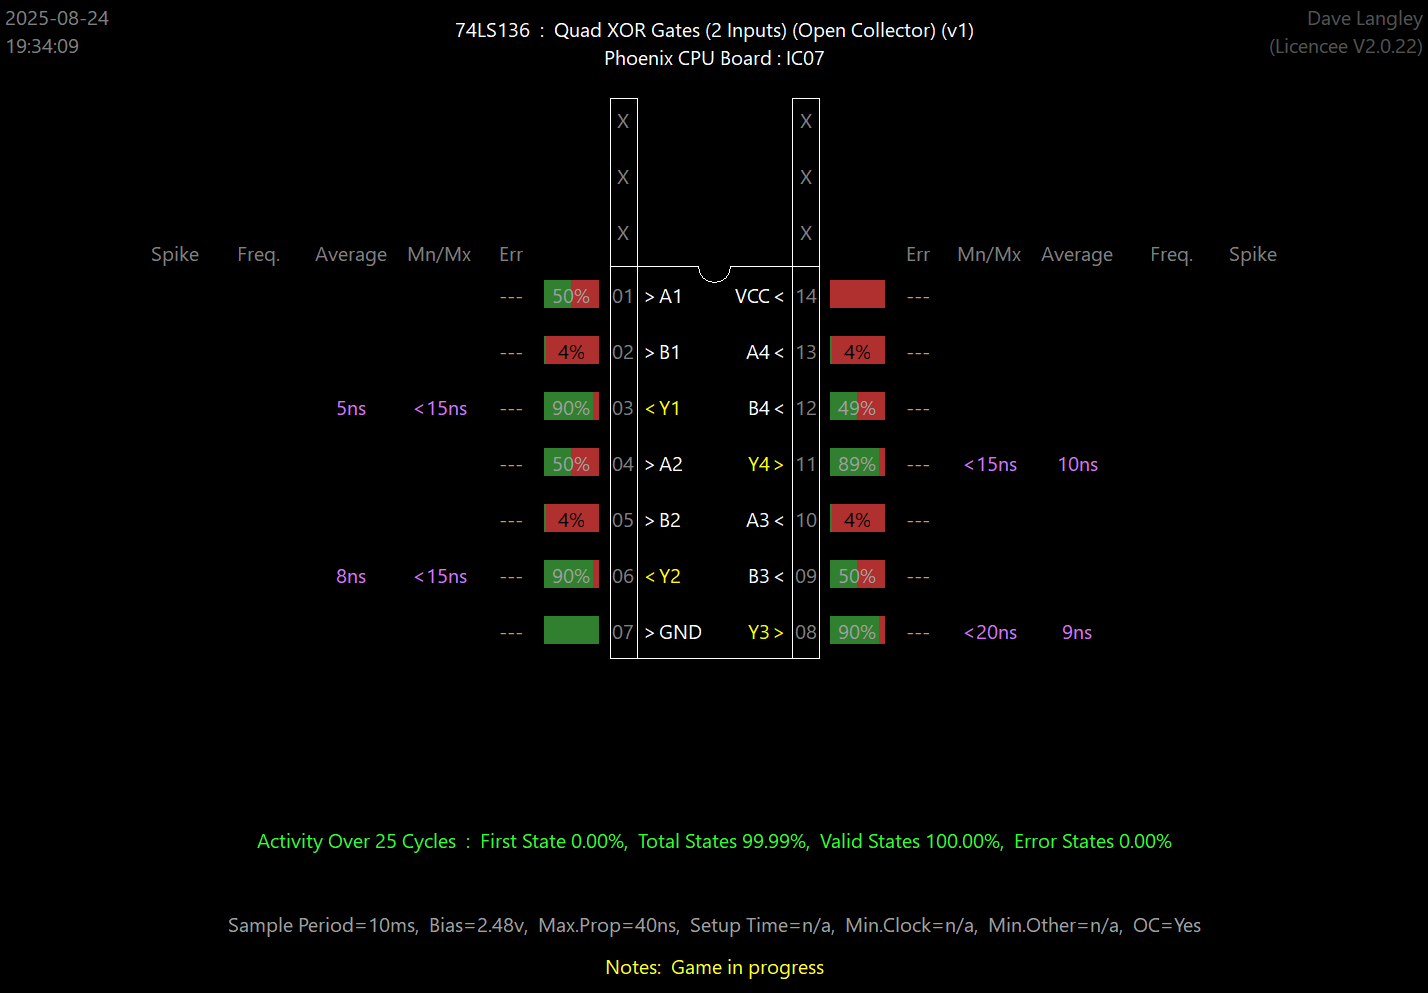 2025-08-24
19:34:09
74LS136 : Quad XOR Gates (2 Inputs) (Open Collector) (v1)
Phoenix CPU Board : IC07
Dave Langley
(Licencee V2.0.22)
X X
X X
X X
Spike Freq. Average Mn/Mx Err Err Mn/Mx Average Freq. Spike
--- 50% 01 >A1 VCC< 14 ---
--- 4% 02 >B1 A4< 13 4% ---
5ns <15ns --- 90% 03 <Y1 B4< 12 49% ---
--- 50% 04 >A2 Y4> 11 89% --- <15ns 10ns
--- 4% 05 >B2 A3< 10 4% ---
8ns <15ns --- 90% 06 <Y2 B3< 09 50% ---
--- 07 >GND Y3> 08 90% --- <20ns 9ns
Activity Over 25 Cycles : First State 0.00%, Total States 99.99%, Valid States 100.00%, Error States 0.00%
Sample Period=10ms, Bias=2.48v, Max.Prop=40ns, Setup Time=n/a, Min.Clock=n/a, Min.Other=n/a, OC=Yes
Notes: Game in progress